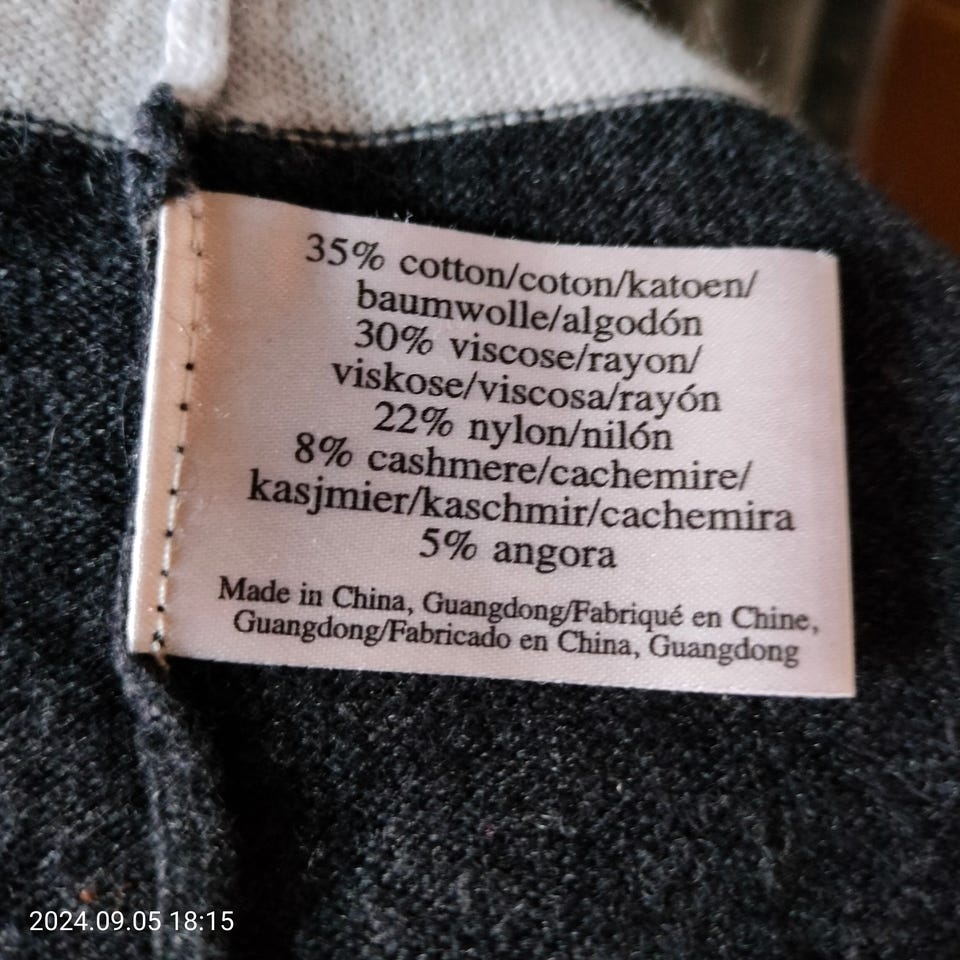 35% cotton/coton/katoen/
baumwolle/algodón
30% viscose/rayon/
viskose/viscosa/rayón
22% nylon/nilón
8% cashmere/cachemire/
kasjmier/kaschmir/cachemira
5% angora
Made in China, Guangdong/Fabriqué en Chine,
Guangdong/Fabricado en China, Guangdong
2024.09.05 18:15